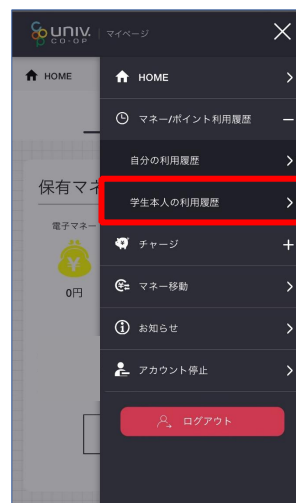 UNIV. CO-OP マイページ
HOME
HOME
マネー/ポイント利用履歴
自分の利用履歴
学生本人の利用履歴
チャージ
マネー移動
お知らせ
アカウント停止
ログアウト
保有マネ
電子マネー
0円